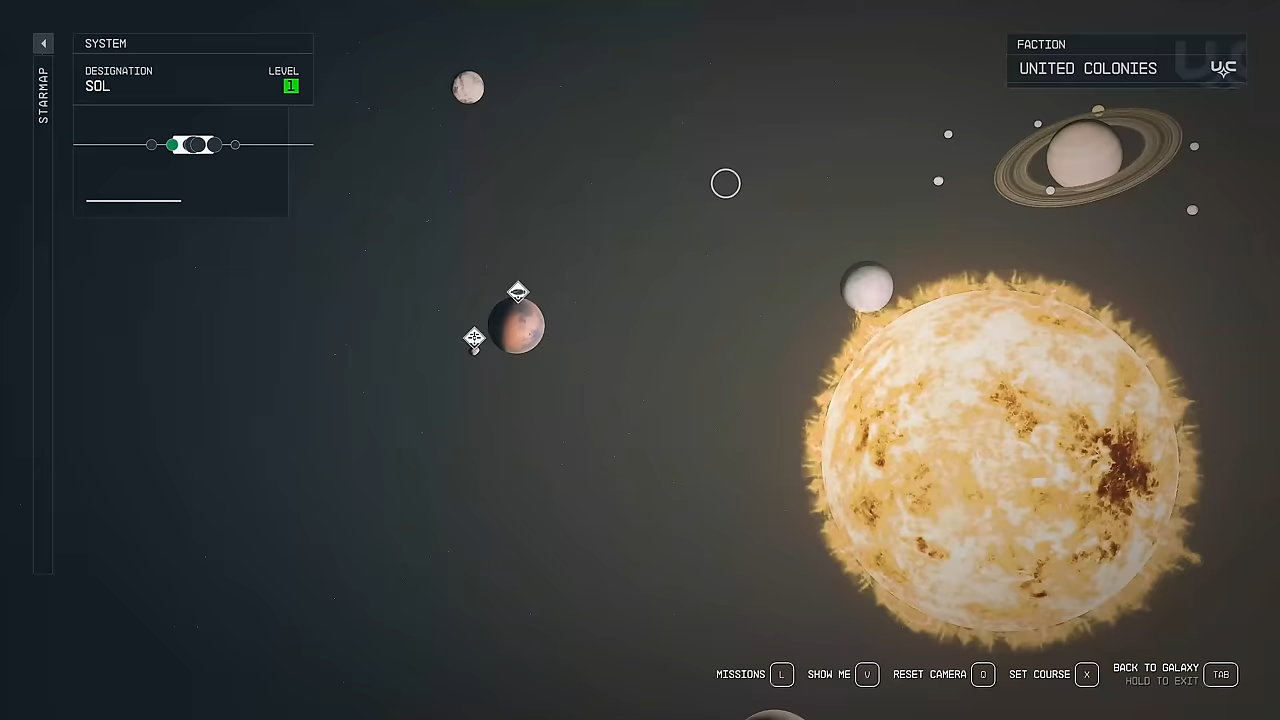 STARMAP
SYSTEM
DESIGNATION LEVEL
SOL 1
FACTION
UNITED COLONIES UC
MISSIONS L SHOW ME V RESET CAMERA Q SET COURSE X BACK TO GALAXY TAB
HOLD TO EXIT